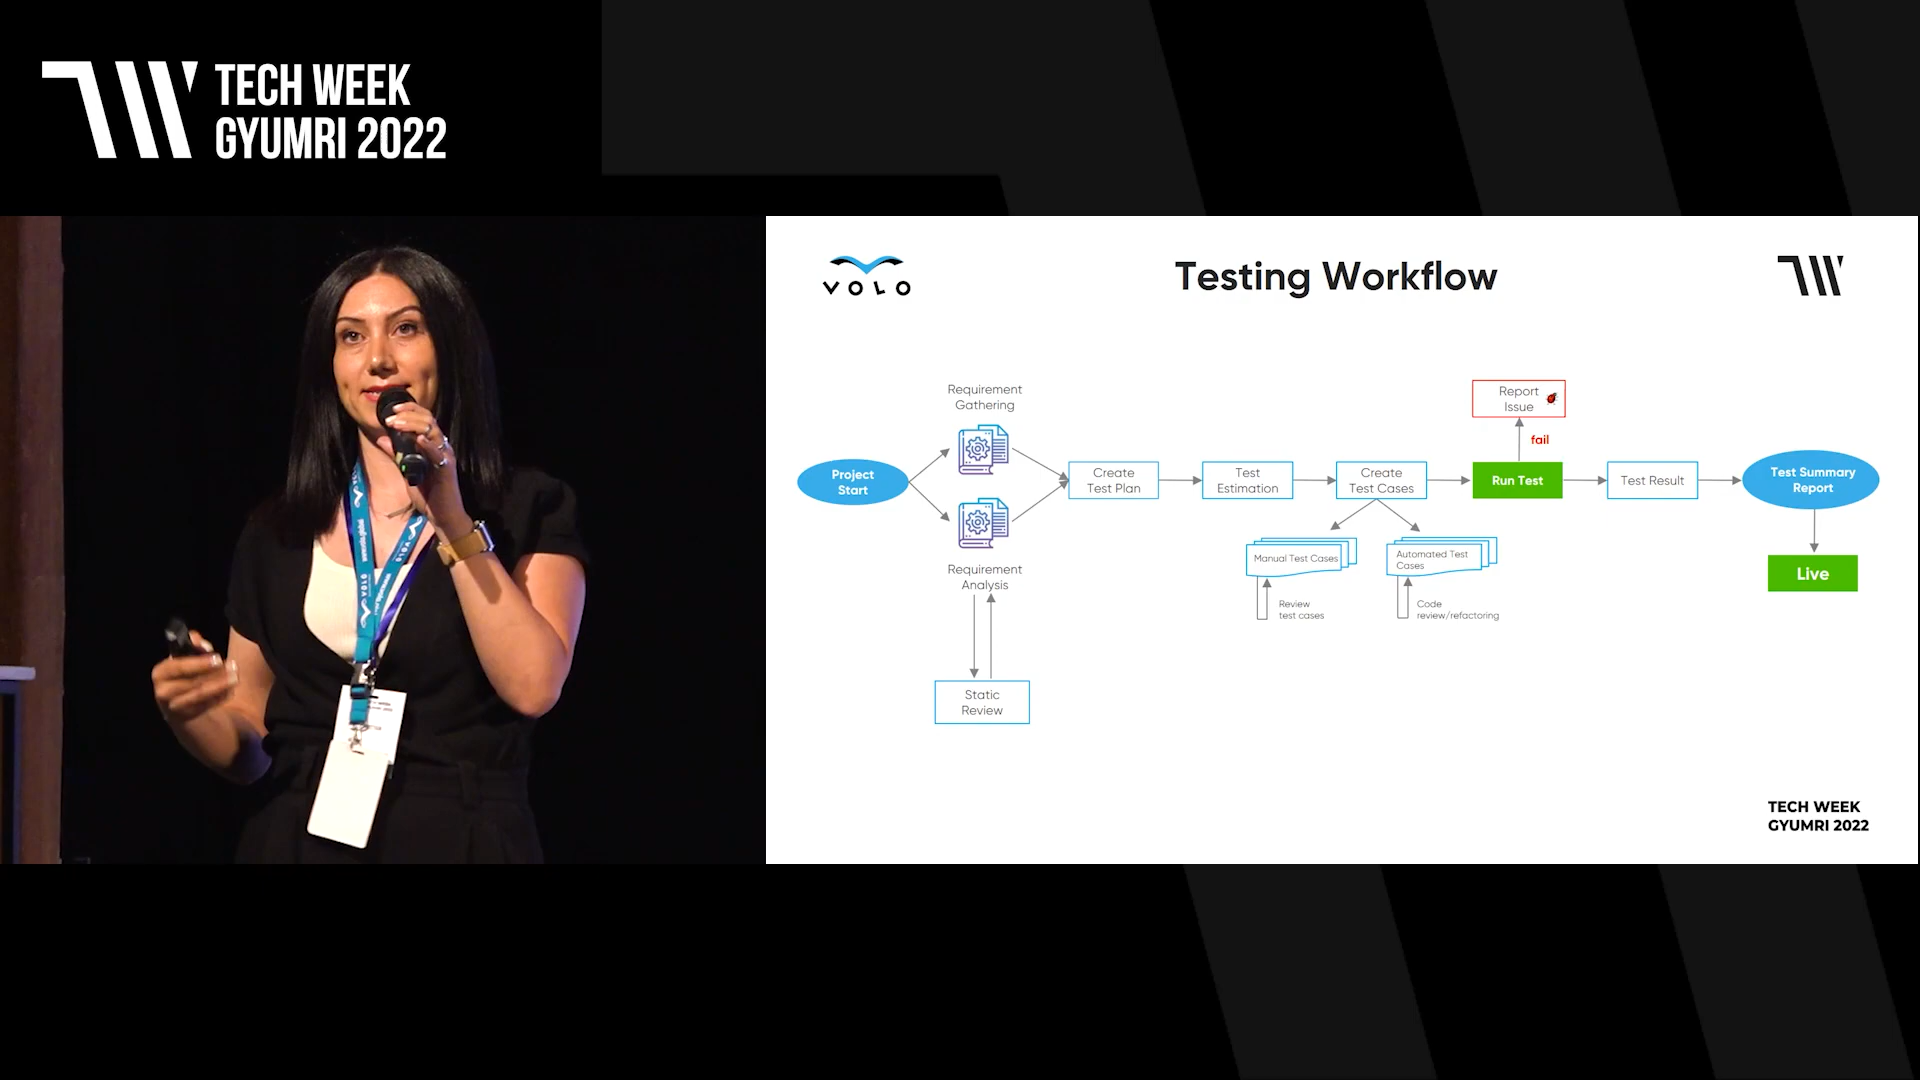 TECH WEEK
GYUMRI 2022
VOLO
Testing Workflow
Requirement
Gathering
Project
Start
Requirement
Analysis
Static
Review
Create
Test Plan
Test
Estimation
Create
Test Cases
Manual Test Cases
Review
test cases
Automated Test
Cases
Code
review/refactoring
Report
Issue
fail
Run Test
Test Result
Test Summary
Report
Live
TECH WEEK
GYUMRI 2022
VOLO